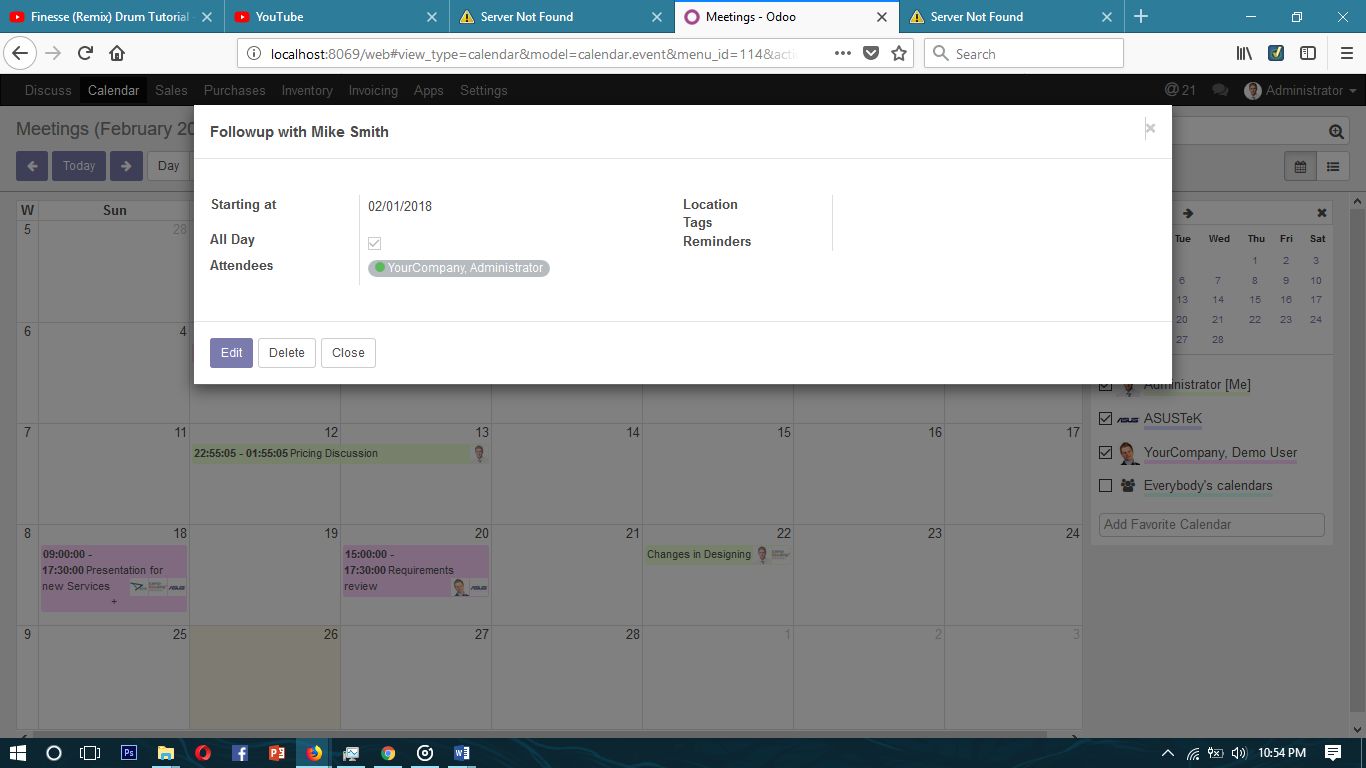 Finesse (Remix) Drum Tutorial
YouTube
Server Not Found
Meetings - Odoo
Server Not Found
localhost:8069/web#view_type=calendar&model=calendar.event&menu_id=114&acti
Search
Discuss Calendar Sales Purchases Inventory Invoicing Apps Settings
@ 21
Administrator
Meetings (February 20
Followup with Mike Smith
×
Today
Day
Starting at
02/01/2018
All Day
Attendees
YourCompany, Administrator
Location
Tags
Reminders
Edit
Delete
Close
W Sun
5 28
6 4
7 11 12 13 14 15 16 17
22:55:05 - 01:55:05 Pricing Discussion
8 18 19 20 21 22 23 24
09:00:00 -
17:30:00 Presentation for
new Services
+
15:00:00 -
17:30:00 Requirements
review
Changes in Designing
9 25 26 27 28 1 2 3
Tue Wed Thu Fri Sat
1 2 3
6 7 8 9 10
13 14 15 16 17
20 21 22 23 24
27 28
Administrator [Me]
ASUS
ASUSTeK
YourCompany, Demo User
Everybody's calendars
Add Favorite Calendar
10:54 PM